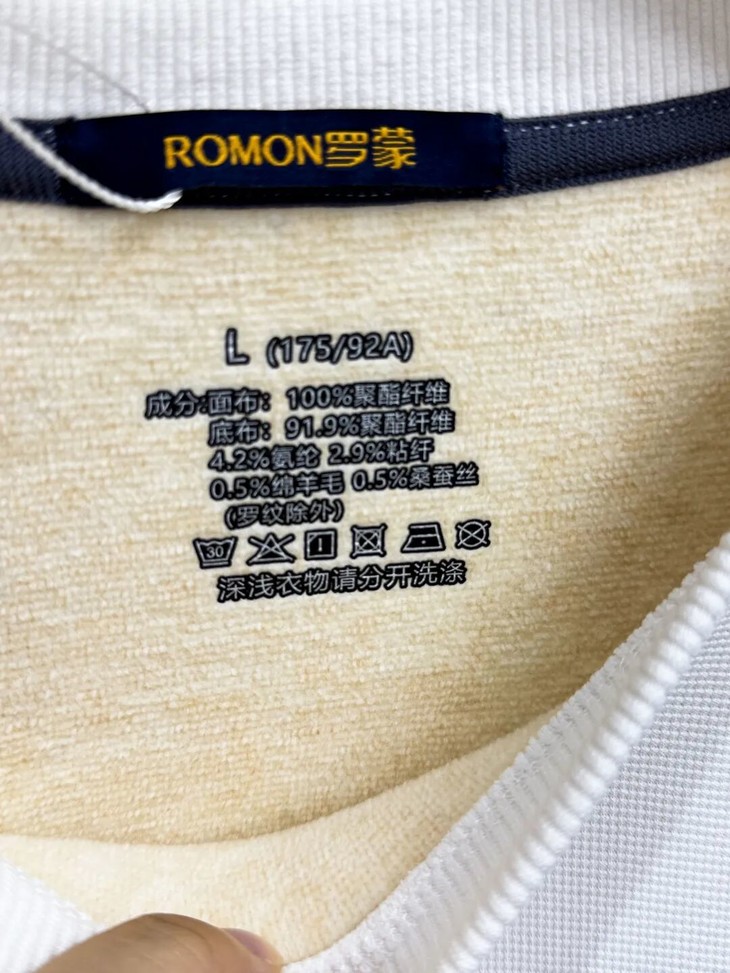 ROMON罗蒙
L (175/92A)
成分:面布: 100%聚酯纤维
底布: 91.9%聚酯纤维
4.2%氨纶 2.9%粘纤
0.5%绵羊毛 0.5%桑蚕丝
(罗纹除外)
30
深浅衣物请分开洗涤